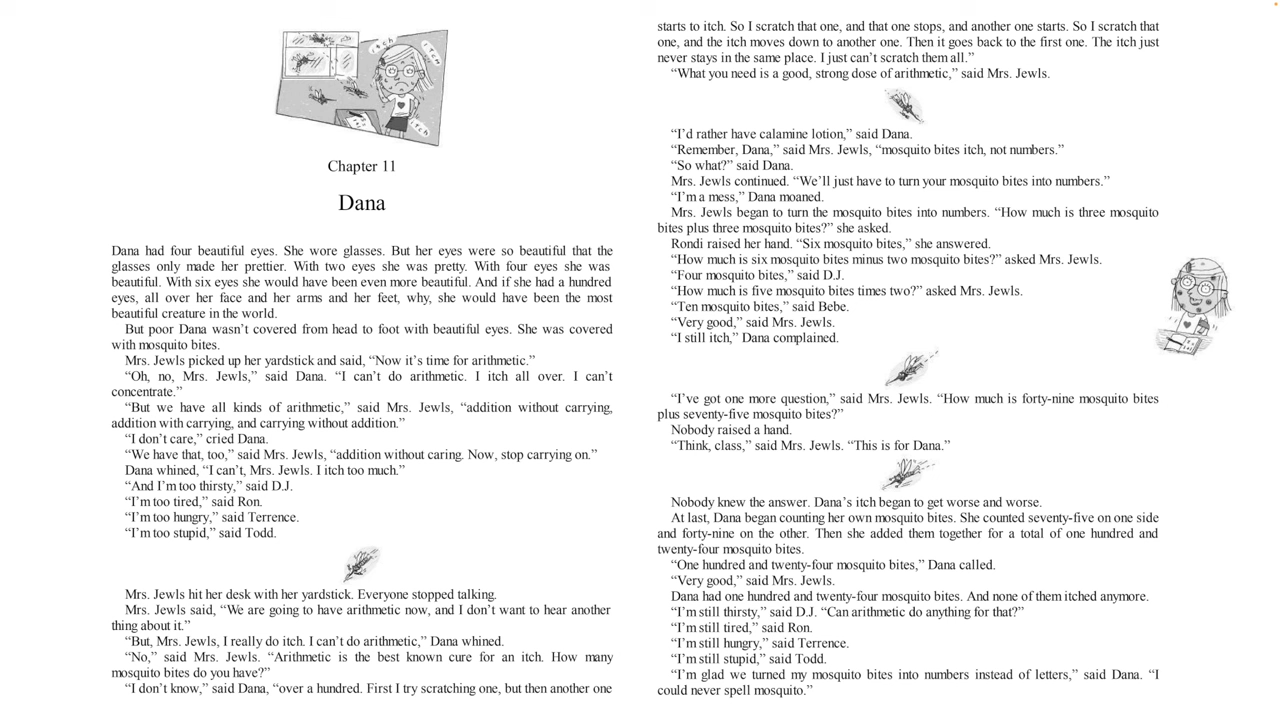 itch
itch
itch
Chapter 11
Dana
Dana had four beautiful eyes. She wore glasses. But her eyes were so beautiful that the
glasses only made her prettier. With two eyes she was pretty. With four eyes she was
beautiful. With six eyes she would have been even more beautiful. And if she had a hundred
eyes, all over her face and her arms and her feet, why, she would have been the most
beautiful creature in the world.
But poor Dana wasn’t covered from head to foot with beautiful eyes. She was covered
with mosquito bites.
Mrs. Jewls picked up her yardstick and said, “Now it’s time for arithmetic.”
“Oh, no, Mrs. Jewls,” said Dana. “I can’t do arithmetic. I itch all over. I can’t
concentrate.”
“But we have all kinds of arithmetic,” said Mrs. Jewls, “addition without carrying,
addition with carrying, and carrying without addition.”
“I don’t care,” cried Dana.
“We have that, too,” said Mrs. Jewls, “addition without caring. Now, stop carrying on.”
Dana whined, “I can’t, Mrs. Jewls. I itch too much.”
“And I’m too thirsty,” said D.J.
“I’m too tired,” said Ron.
“I’m too hungry,” said Terrence.
“I’m too stupid,” said Todd.
Mrs. Jewls hit her desk with her yardstick. Everyone stopped talking.
Mrs. Jewls said, “We are going to have arithmetic now, and I don’t want to hear another
thing about it.”
“But, Mrs. Jewls, I really do itch. I can’t do arithmetic,” Dana whined.
“No,” said Mrs. Jewls. “Arithmetic is the best known cure for an itch. How many
mosquito bites do you have?”
“I don’t know,” said Dana, “over a hundred. First I try scratching one, but then another one
starts to itch. So I scratch that one, and that one stops, and another one starts. So I scratch that
one, and the itch moves down to another one. Then it goes back to the first one. The itch just
never stays in the same place. I just can’t scratch them all.”
“What you need is a good, strong dose of arithmetic,” said Mrs. Jewls.
“I’d rather have calamine lotion,” said Dana.
“Remember, Dana,” said Mrs. Jewls, “mosquito bites itch, not numbers.”
“So what?” said Dana.
Mrs. Jewls continued. “We’ll just have to turn your mosquito bites into numbers.”
“I’m a mess,” Dana moaned.
Mrs. Jewls began to turn the mosquito bites into numbers. “How much is three mosquito
bites plus three mosquito bites?” she asked.
Rondi raised her hand. “Six mosquito bites,” she answered.
“How much is six mosquito bites minus two mosquito bites?” asked Mrs. Jewls.
“Four mosquito bites,” said D.J.
“How much is five mosquito bites times two?” asked Mrs. Jewls.
“Ten mosquito bites,” said Bebe.
“Very good,” said Mrs. Jewls.
“I still itch,” Dana complained.
“I’ve got one more question,” said Mrs. Jewls. “How much is forty-nine mosquito bites
plus seventy-five mosquito bites?”
Nobody raised a hand.
“Think, class,” said Mrs. Jewls. “This is for Dana.”
Nobody knew the answer. Dana’s itch began to get worse and worse.
At last, Dana began counting her own mosquito bites. She counted seventy-five on one side
and forty-nine on the other. Then she added them together for a total of one hundred and
twenty-four mosquito bites.
“One hundred and twenty-four mosquito bites,” Dana called.
“Very good,” said Mrs. Jewls.
Dana had one hundred and twenty-four mosquito bites. And none of them itched anymore.
“I’m still thirsty,” said D.J. “Can arithmetic do anything for that?”
“I’m still tired,” said Ron.
“I’m still hungry,” said Terrence.
“I’m still stupid,” said Todd.
“I’m glad we turned my mosquito bites into numbers instead of letters,” said Dana. “I
could never spell mosquito.”